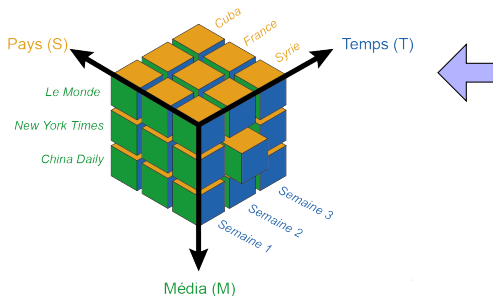 Cuba
France
Syrie
Pays (S)
Temps (T)
Le Monde
New York Times
China Daily
Semaine 3
Semaine 2
Semaine 1
Média (M)